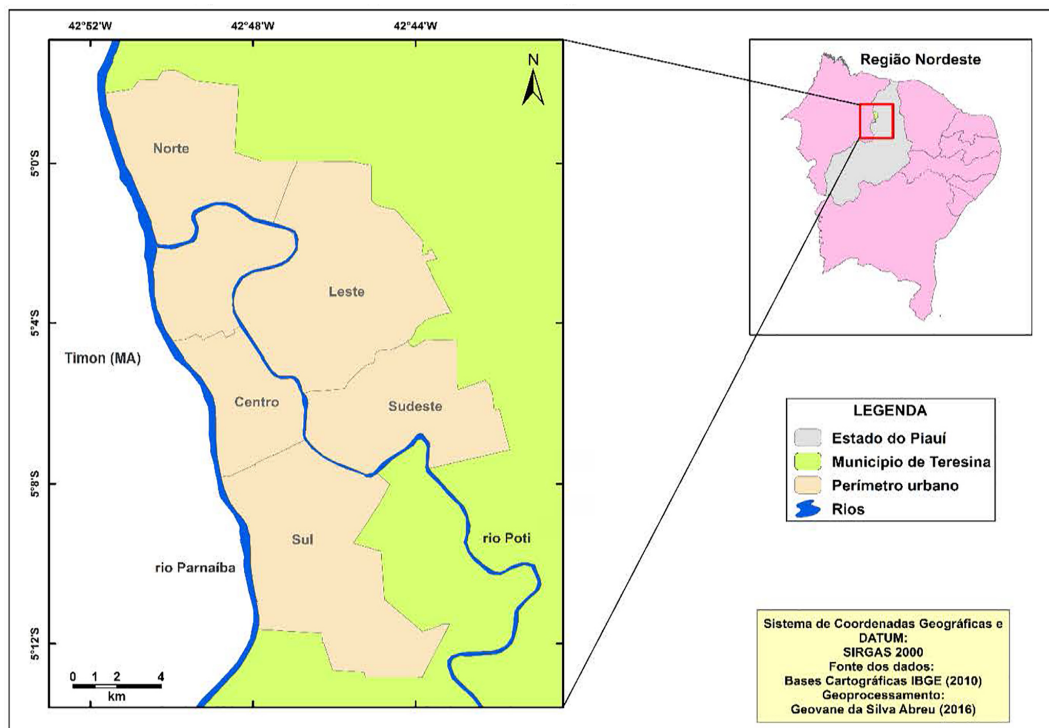 42°52'W
42°48'W
42°44'W
N
Região Nordeste
5°0'S
5°4'S
5°8'S
5°12'S
Norte
Leste
Timon (MA)
Centro
Sudeste
Sul
rio Poti
rio Parnaíba
0 1 2 4
km
LEGENDA
Estado do Piauí
Município de Teresina
Perímetro urbano
Rios
Sistema de Coordenadas Geográficas e
DATUM:
SIRGAS 2000
Fonte dos dados:
Bases Cartográficas IBGE (2010)
Geoprocessamento:
Geovane da Silva Abreu (2016)